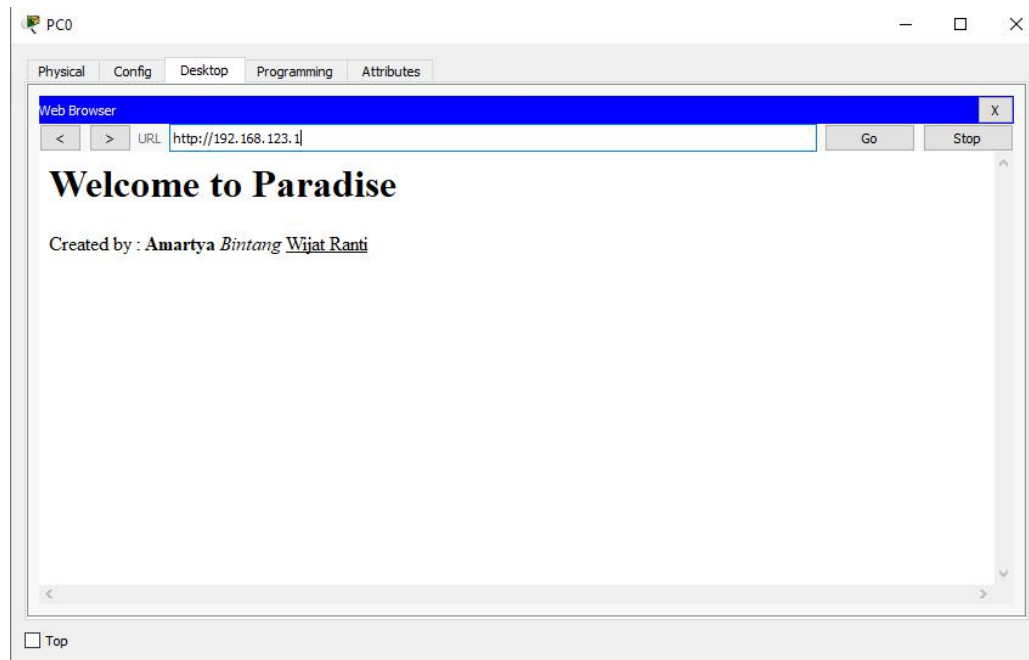 PC0
Physical Config Desktop Programming Attributes
Web Browser X
< > URL http://192.168.123.1 Go Stop
Welcome to Paradise
Created by : Amartya Bintang Wijat Ranti
Top